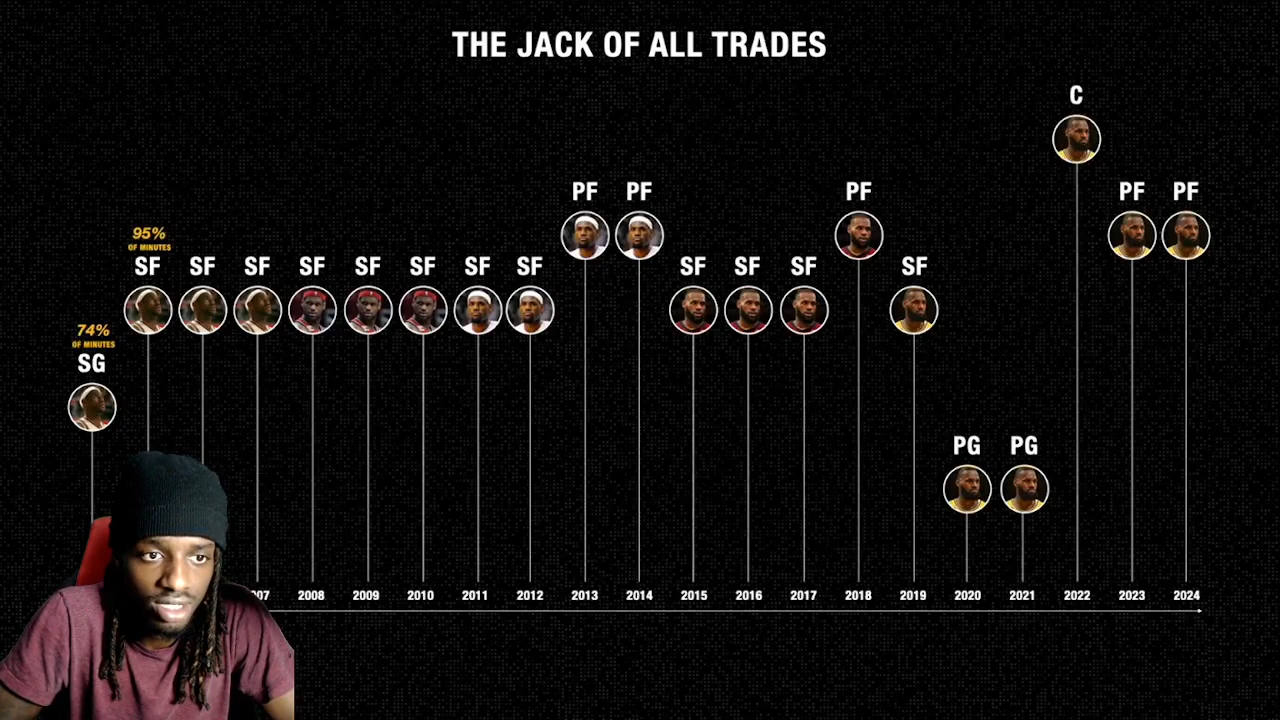 THE JACK OF ALL TRADES
C
PF PF PF PF PF
95%
OF MINUTES
SF SF SF SF SF SF SF SF SF SF SF SF
74%
OF MINUTES
SG
PG PG
07 2008 2009 2010 2011 2012 2013 2014 2015 2016 2017 2018 2019 2020 2021 2022 2023 2024